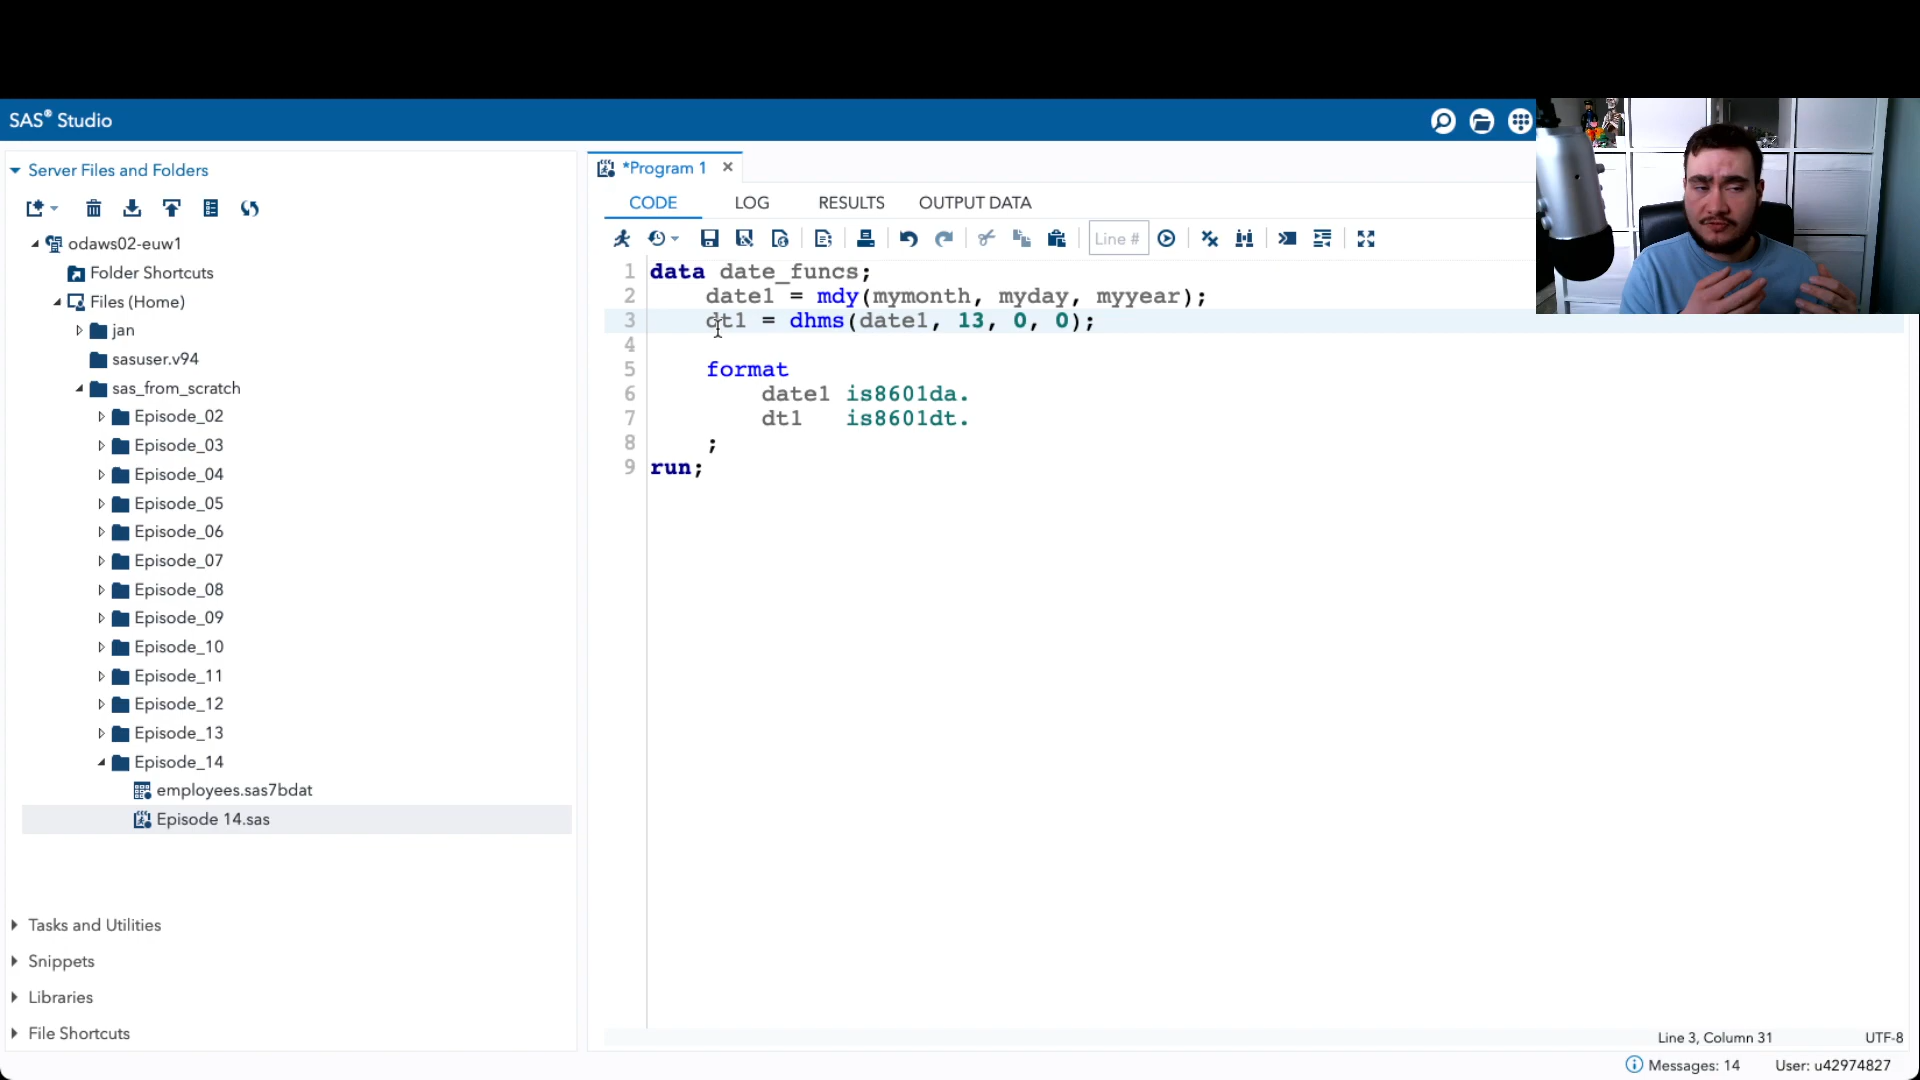 SAS® Studio
Server Files and Folders
odaws02-euw1
Folder Shortcuts
Files (Home)
jan
sasuser.v94
sas_from_scratch
Episode_02
Episode_03
Episode_04
Episode_05
Episode_06
Episode_07
Episode_08
Episode_09
Episode_10
Episode_11
Episode_12
Episode_13
Episode_14
employees.sas7bdat
Episode 14.sas
Tasks and Utilities
Snippets
Libraries
File Shortcuts
*Program 1
CODE LOG RESULTS OUTPUT DATA
Line #
1 data date_funcs;
2 date1 = mdy(mymonth, myday, myyear);
3 dt1 = dhms(date1, 13, 0, 0);
4
5 format
6 date1 is8601da.
7 dt1 is8601dt.
8 ;
9 run;
Line 3, Column 31 UTF-8
Messages: 14 User: u42974827